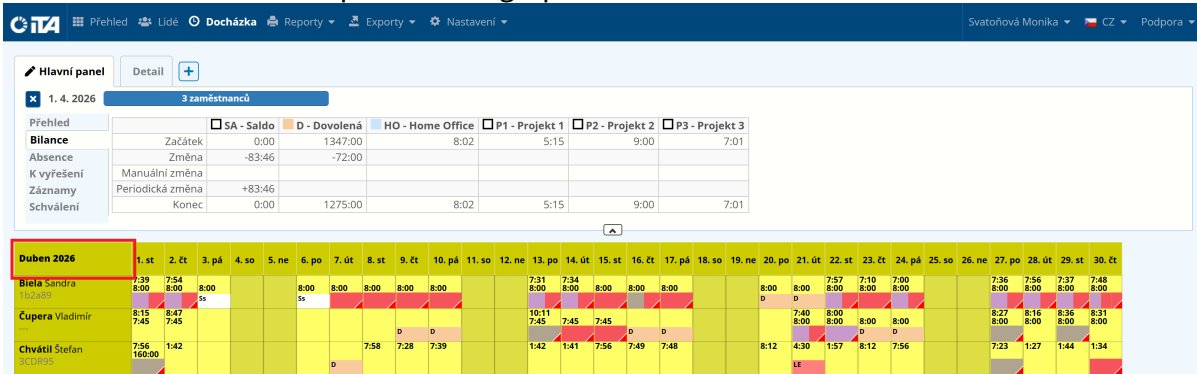 iTA Přehled Lidé Docházka Reporty Exporty Nastavení Svatoňová Monika CZ Podpora
Hlavní panel Detail +
x 1. 4. 2026 3 zaměstnanců
Přehled SA - Saldo D - Dovolená HO - Home Office P1 - Projekt 1 P2 - Projekt 2 P3 - Projekt 3
Bilance Začátek 0:00 1347:00 8:02 5:15 9:00 7:01
Absence Změna -83:46 -72:00
K vyřešení Manuální změna
Záznamy Periodická změna +83:46
Schválení Konec 0:00 1275:00 8:02 5:15 9:00 7:01
Duben 2026 1. st 2. čt 3. pá 4. so 5. ne 6. po 7. út 8. st 9. čt 10. pá 11. so 12. ne 13. po 14. út 15. st 16. čt 17. pá 18. so 19. ne 20. po 21. út 22. st 23. čt 24. pá 25. so 26. ne 27. po 28. út 29. st 30. čt
Biela Sandra 7:39 7:54 7:31 7:34 7:57 7:10 7:00 7:36 7:56 7:37 7:48
8:00 8:00 8:00 8:00 8:00 8:00 8:00 8:00 8:00 8:00 8:00 8:00 8:00 8:00 8:00 8:00 8:00 8:00 8:00 8:00 8:00 8:00
1b2a89 Ss Ss D D
Čupera Vladimír 8:15 8:47 10:11 7:40 8:00 8:27 8:16 8:36 8:31
7:45 7:45 7:45 7:45 7:45 8:00 8:00 8:00 8:00 8:00 8:00 8:00 8:00
--- D D D D D
Chvátil Štefan 7:56 1:42 7:58 7:28 7:39 1:42 1:41 7:56 7:49 7:48 8:12 4:30 1:57 8:12 7:56 7:23 1:27 1:44 1:34
160:00
3CDR95 D LE